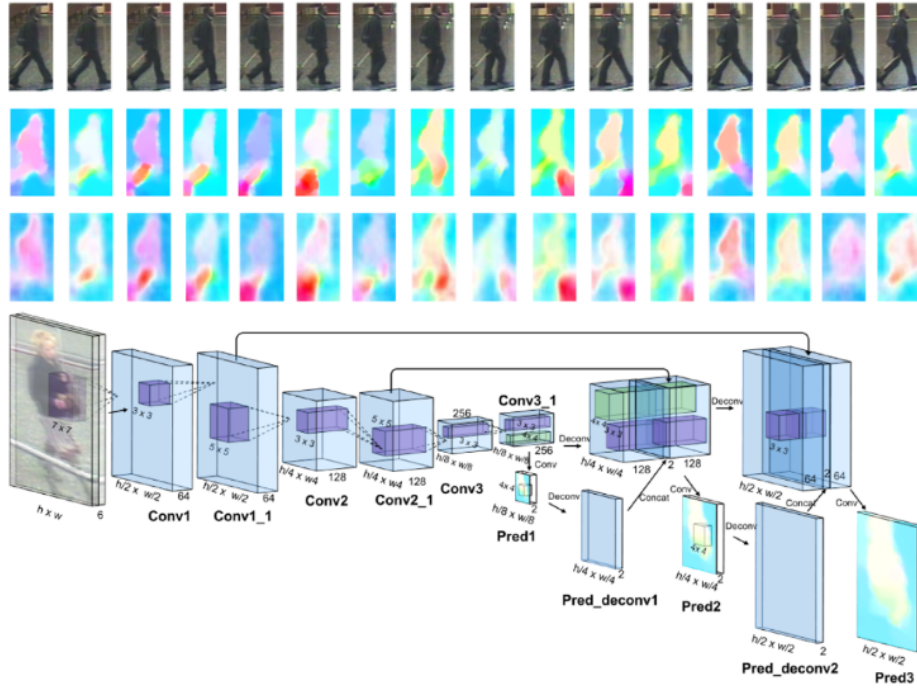 7 x 7
h x w
6
3 x 3
h/2 x w/2
64
Conv1
5 x 5
h/2 x w/2
64
Conv1_1
3 x 3
h/4 x w4
128
Conv2
5 x 5
h/4 x w4
128
Conv2_1
256
3 x 3
h/8 x w/8
Conv3
Conv3_1
3 x 3
4 x 4
h/8 x w/8
256
Conv
4 x 4
2
h/8 x w/8
Pred1
Deconv
Deconv
h/4 x w/4
2
Pred_deconv1
Concat
4 x 4
h/4 x w/4
128
2
128
Conv
4 x 4
2
h/4 x w/4
Pred2
Deconv
Deconv
3 x 3
h/2 x w/2
64
2
64
Concat
Conv
h/2 x w/2
2
Pred_deconv2
h/2 x w/2
Pred3